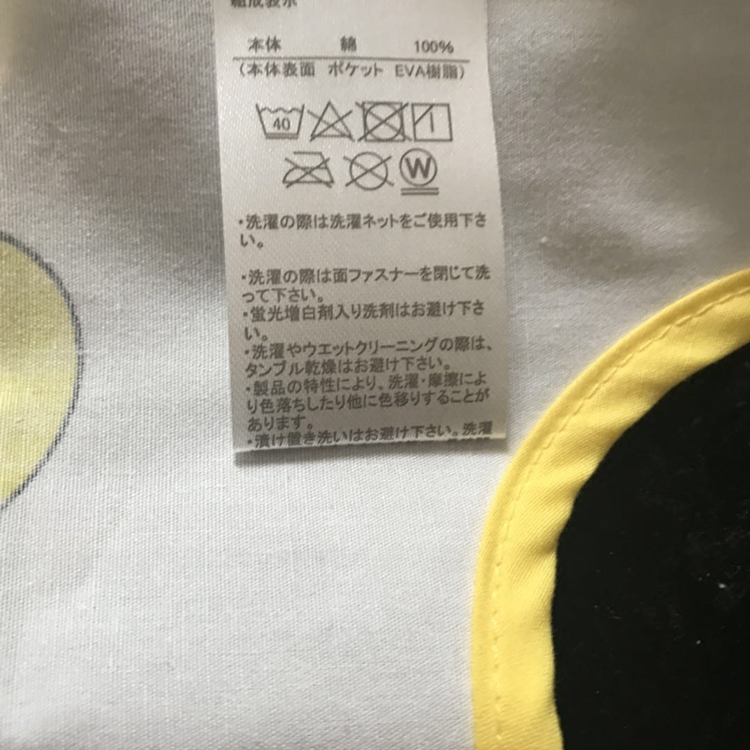 組成表示
本体 綿 100%
(本体表面 ポケット EVA樹脂)
40
W
・洗濯の際は洗濯ネットをご使用下さ
い。
・洗濯の際は面ファスナーを閉じて洗
って下さい。
・蛍光増白剤入り洗剤はお避け下さ
い。
・洗濯やウエットクリーニングの際は、
タンブル乾燥はお避け下さい。
・製品の特性により、洗濯・摩擦によ
り色落ちしたり他に色移りすることが
あります。
・漬け置き洗いはお避け下さい。洗濯